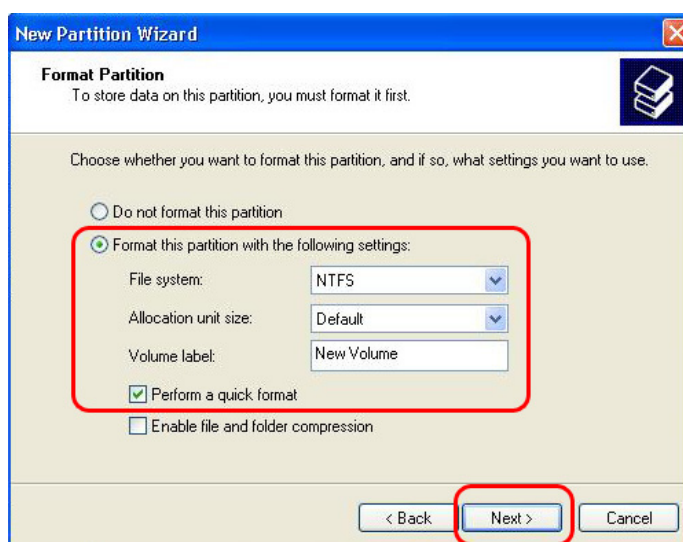 New Partition Wizard
Format Partition
To store data on this partition, you must format it first.
Choose whether you want to format this partition, and if so, what settings you want to use.
Do not format this partition
Format this partition with the following settings:
File system: NTFS
Allocation unit size: Default
Volume label: New Volume
Perform a quick format
Enable file and folder compression
< Back Next > Cancel